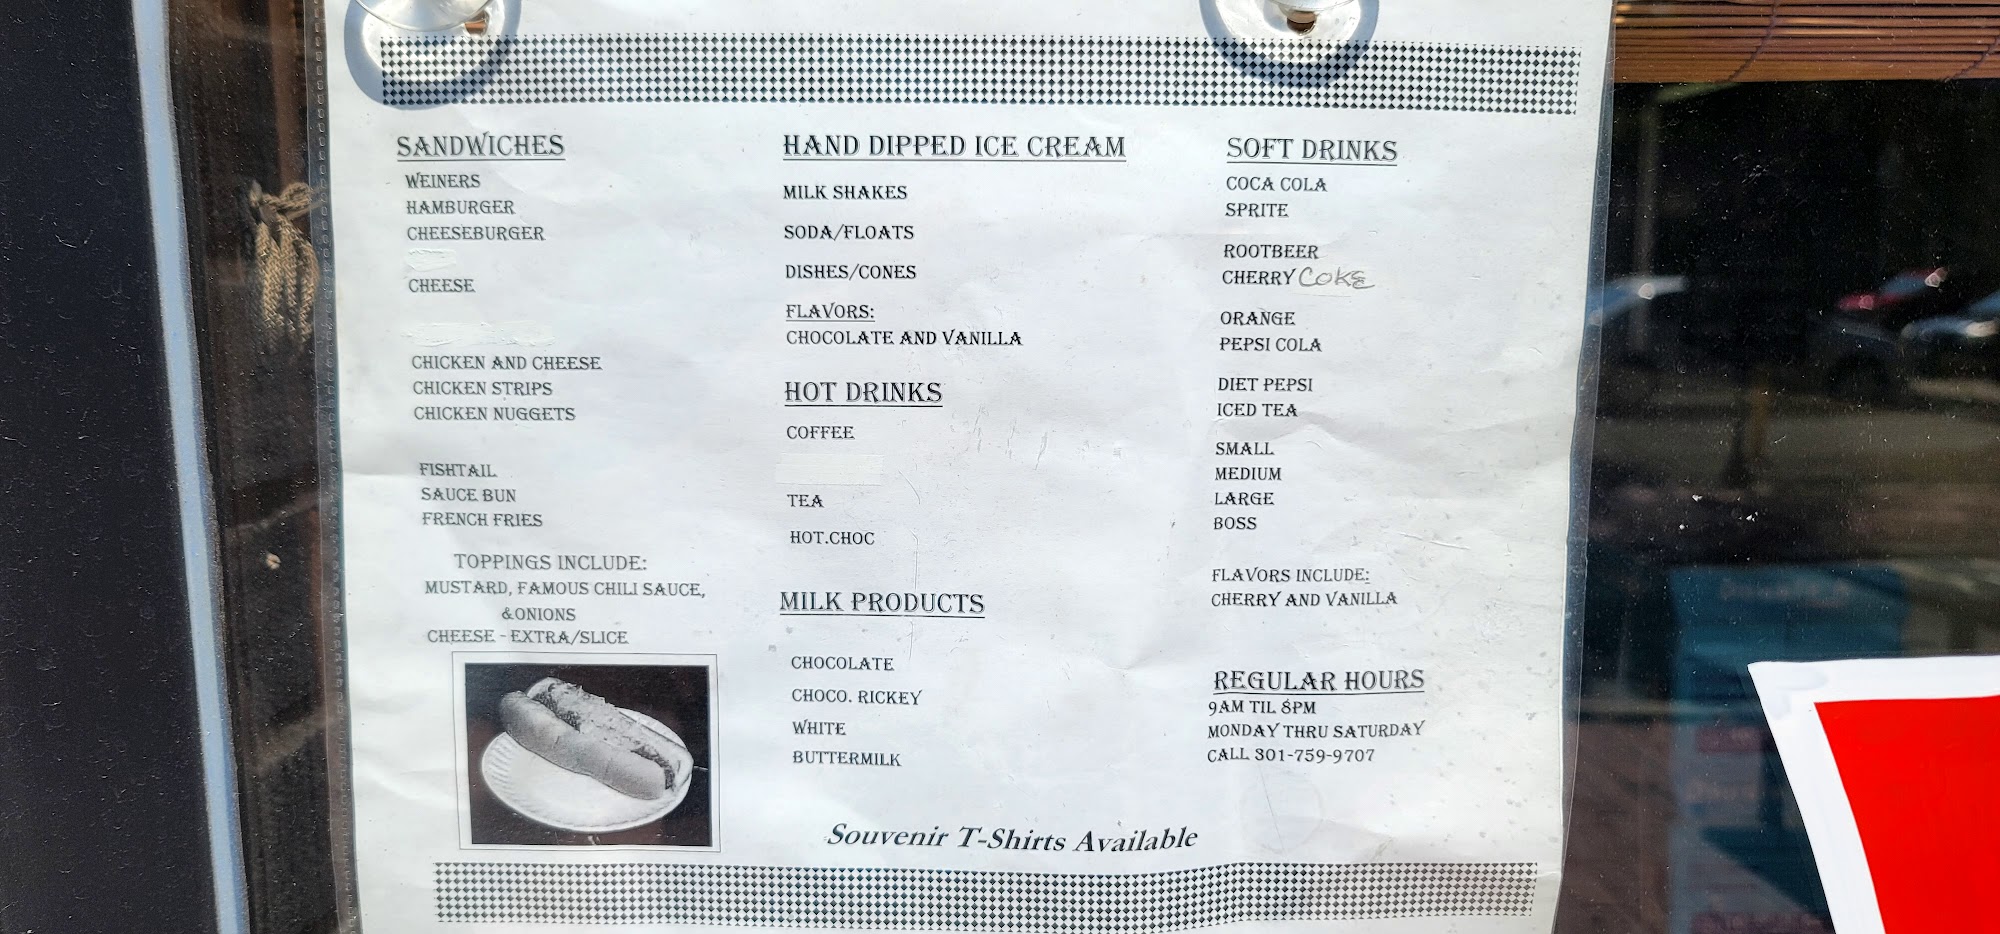 SANDWICHES
WEINERS
HAMBURGER
CHEESEBURGER
CHEESE
CHICKEN AND CHEESE
CHICKEN STRIPS
CHICKEN NUGGETS
FISHTAIL
SAUCE BUN
FRENCH FRIES
TOPPINGS INCLUDE:
MUSTARD, FAMOUS CHILI SAUCE,
&ONIONS
CHEESE - EXTRA/SLICE
HAND DIPPED ICE CREAM
MILK SHAKES
SODA/FLOATS
DISHES/CONES
FLAVORS:
CHOCOLATE AND VANILLA
HOT DRINKS
COFFEE
TEA
HOT.CHOC
MILK PRODUCTS
CHOCOLATE
CHOCO. RICKEY
WHITE
BUTTERMILK
SOFT DRINKS
COCA COLA
SPRITE
ROOTBEER
CHERRY COKE
ORANGE
PEPSI COLA
DIET PEPSI
ICED TEA
SMALL
MEDIUM
LARGE
BOSS
FLAVORS INCLUDE:
CHERRY AND VANILLA
REGULAR HOURS
9AM TIL 8PM
MONDAY THRU SATURDAY
CALL 301-759-9707
Souvenir T-Shirts Available